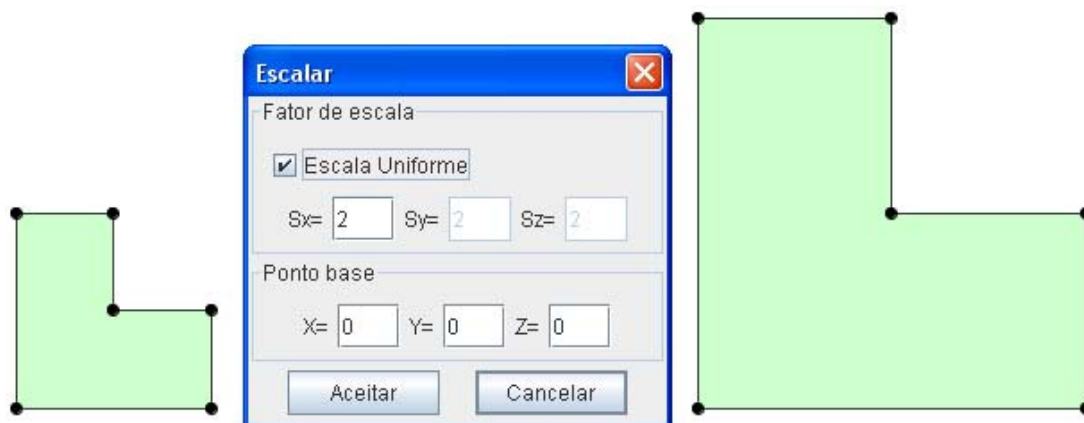 Escalar
Fator de escala
Escala Uniforme
Sx= 2 Sy= 2 Sz= 2
Ponto base
X= 0 Y= 0 Z= 0
Aceitar Cancelar